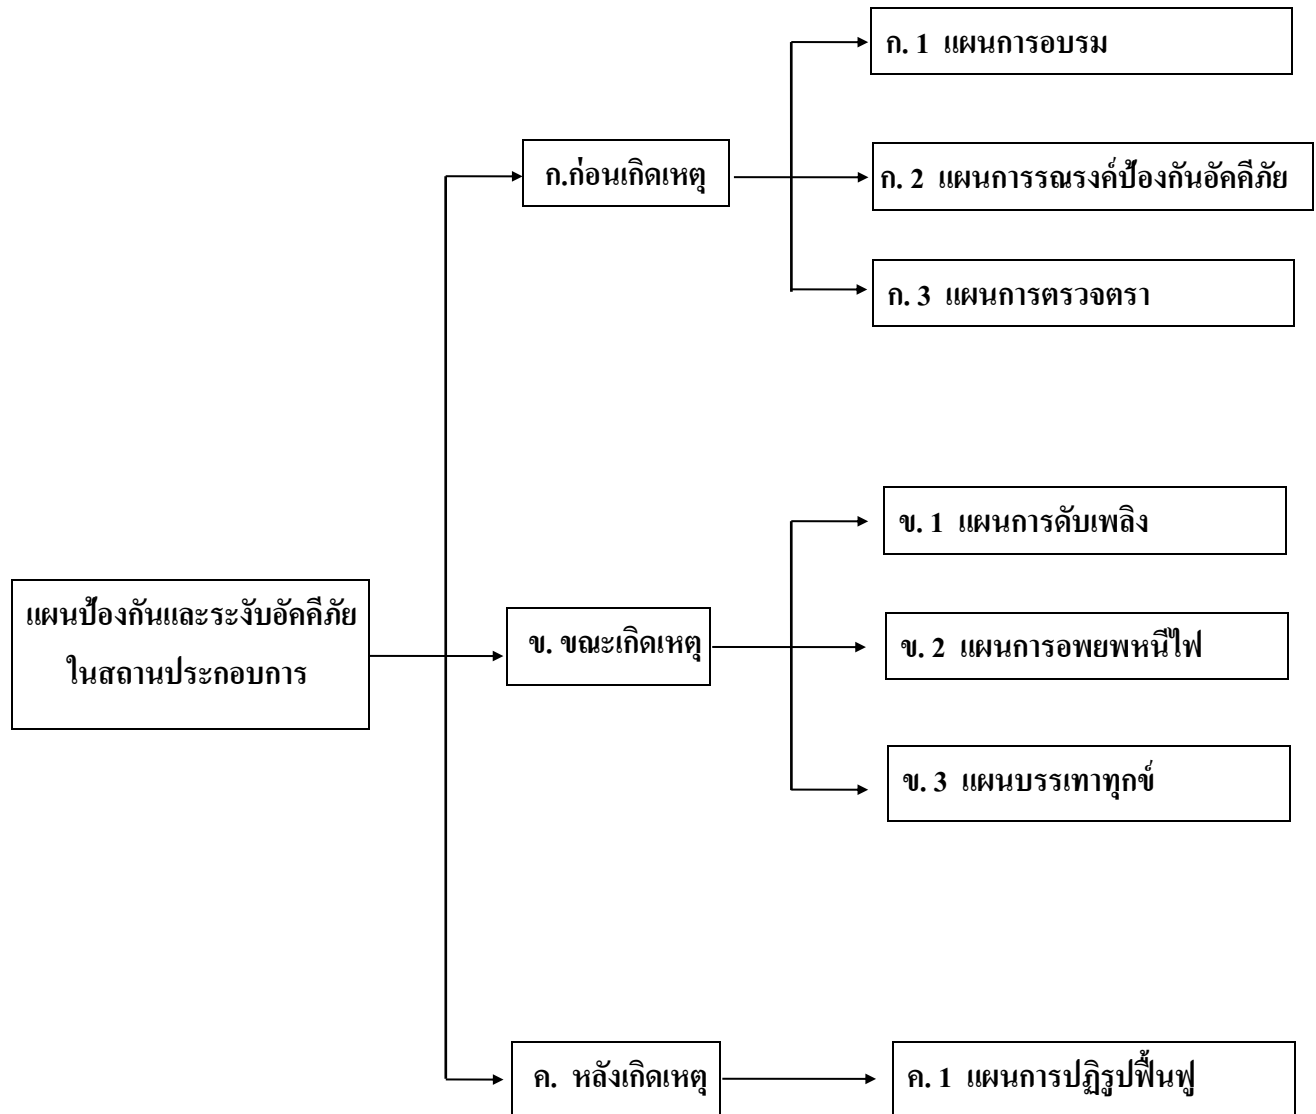 ก. 1 แผนการอบรม
ก.ก่อนเกิดเหตุ
ก. 2 แผนการรณรงค์ป้องกันอัคคีภัย
ก. 3 แผนการตรวจตรา
ข. 1 แผนการดับเพลิง
แผนป้องกันและระงับอัคคีภัย
ในสถานประกอบการ
ข. ขณะเกิดเหตุ
ข. 2 แผนการอพยพหนีไฟ
ข. 3 แผนบรรเทาทุกข์
ค. หลังเกิดเหตุ
ค. 1 แผนการปฏิรูปฟื้นฟู